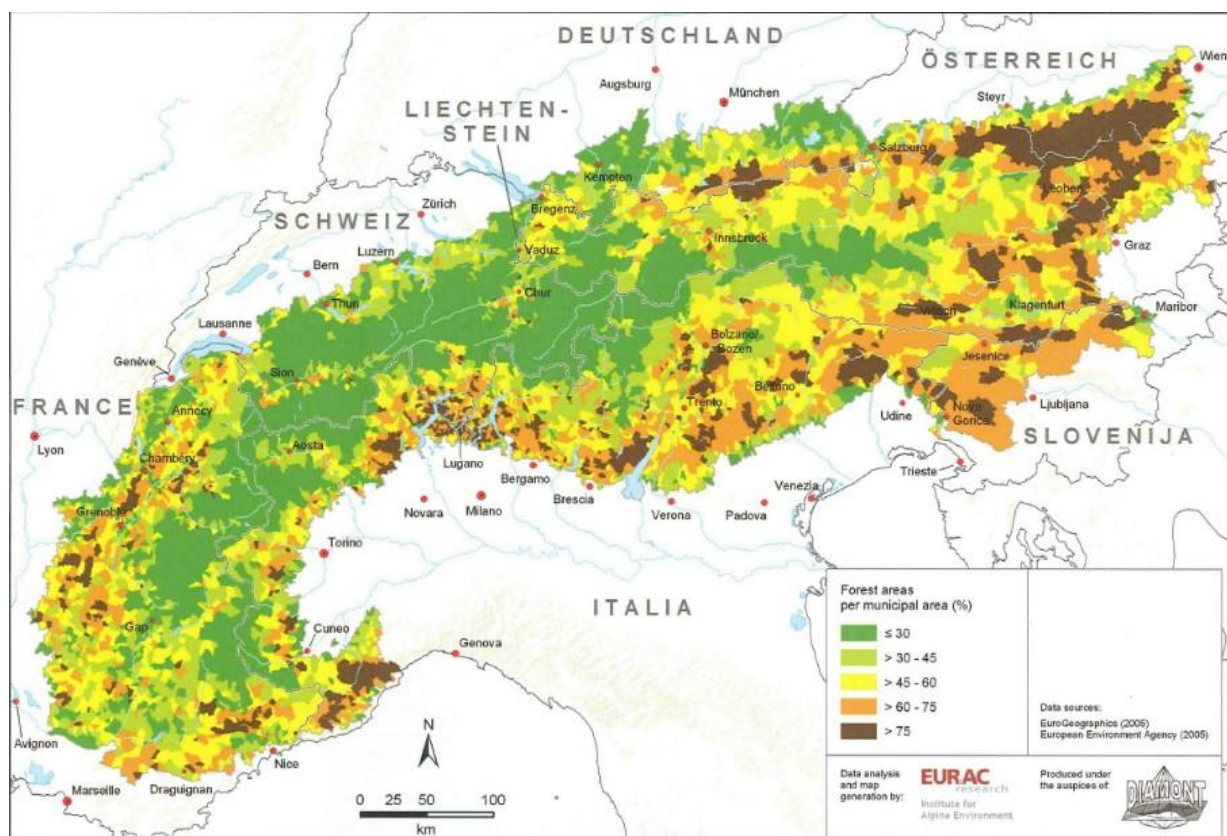 DEUTSCHLAND
ÖSTERREICH
Wien
Augsburg
München
Steyr
LIECHTEN-
STEIN
Salzburg
Kempten
Leoben
Bregenz
Zürich
SCHWEIZ
Innsbruck
Graz
Luzern
Vaduz
Bern
Chur
Thun
Klagenfurt
Villach
Maribor
Lausanne
Bolzano/
Bozen
Jesenice
Genève
Sion
Belluno
FRANCE
Annecy
Trento
Udine
Nova
Gorica
Ljubljana
Lyon
Aosta
SLOVENIJA
Chambéry
Lugano
Trieste
Bergamo
Brescia
Venezia
Grenoble
Novara
Milano
Verona
Padova
Torino
ITALIA
Gap
Cuneo
Genova
Avignon
Nice
Marseille
Draguignan
N
0 25 50 100
km
Forest areas
per municipal area (%)
≤ 30
> 30 - 45
> 45 - 60
> 60 - 75
> 75
Data sources:
EuroGeographics (2005)
European Environment Agency (2005)
Data analysis
and map
generation by:
EURAC
research
Institute for
Alpine Environment
Produced under
the auspices of:
DIAMONT